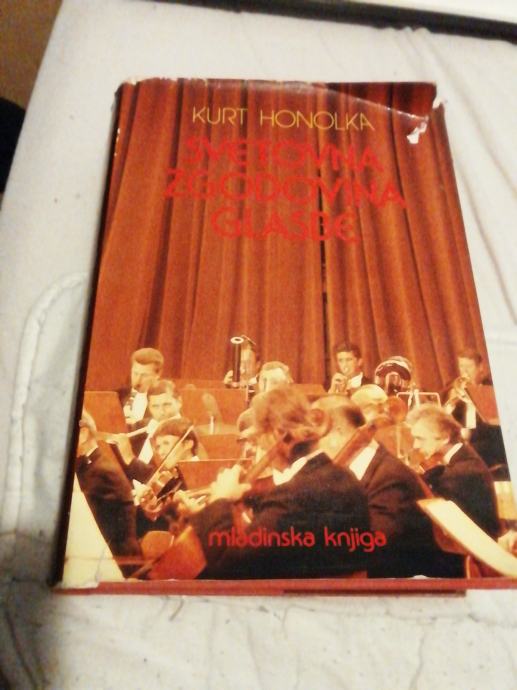 KURT HONOLKA
SVETOVNA
ZGODOVINA
GLASBE
mladinska knjiga